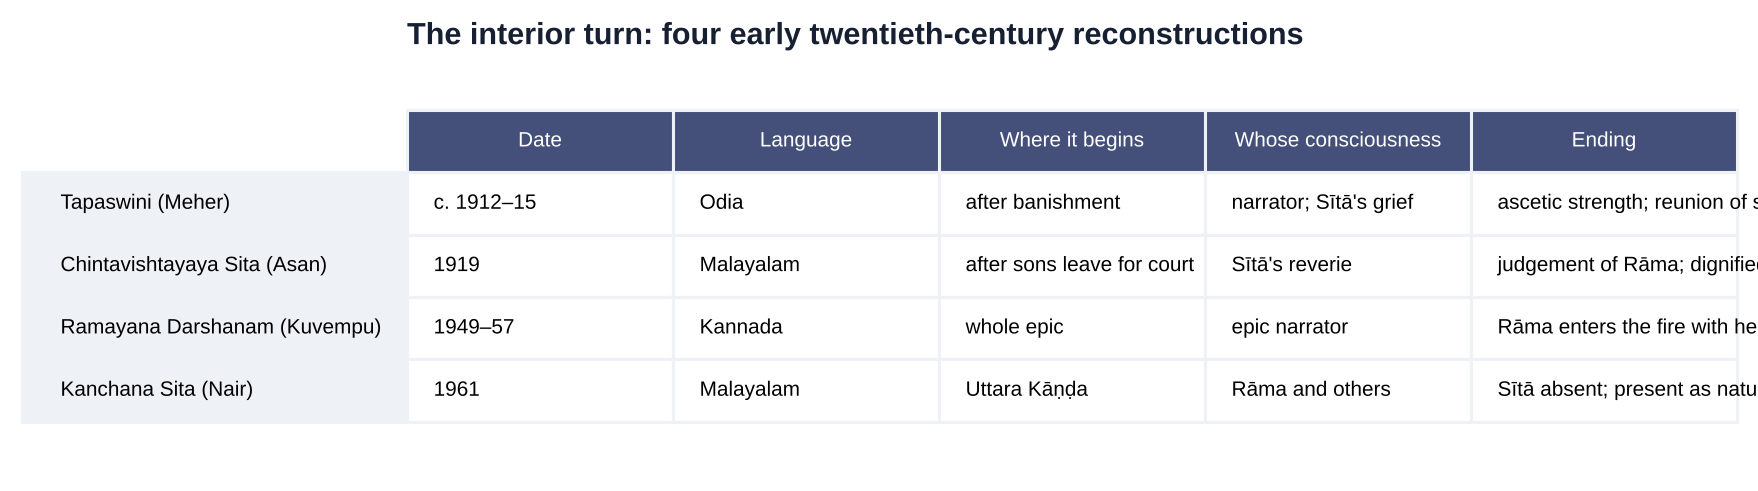 The interior turn: four early twentieth-century reconstructions
Date Language Where it begins Whose consciousness Ending
Tapaswini (Meher) c. 1912–15 Odia after banishment narrator; Sītā's grief ascetic strength; reunion of
Chintavishtayaya Sita (Asan) 1919 Malayalam after sons leave for court Sītā's reverie judgement of Rāma;
Ramayana Darshanam (Kuvempu) 1949–57 Kannada whole epic epic narrator Rāma enters the fire with
Kanchana Sita (Nair) 1961 Malayalam Uttara Kāṇḍa Rāma and others Sītā absent; present as